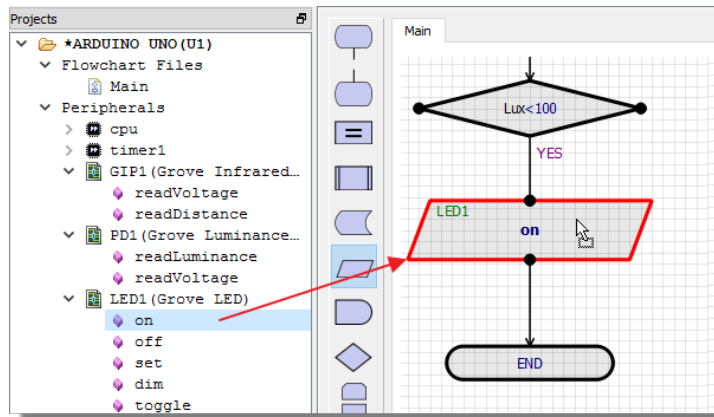 Projects
*ARDUINO UNO(U1)
Flowchart Files
Main
Peripherals
cpu
timer1
GIP1(Grove Infrared...
readVoltage
readDistance
PD1(Grove Luminance...
readLuminance
readVoltage
LED1(Grove LED)
on
off
set
dim
toggle
Main
Lux<100
YES
LED1
on
END